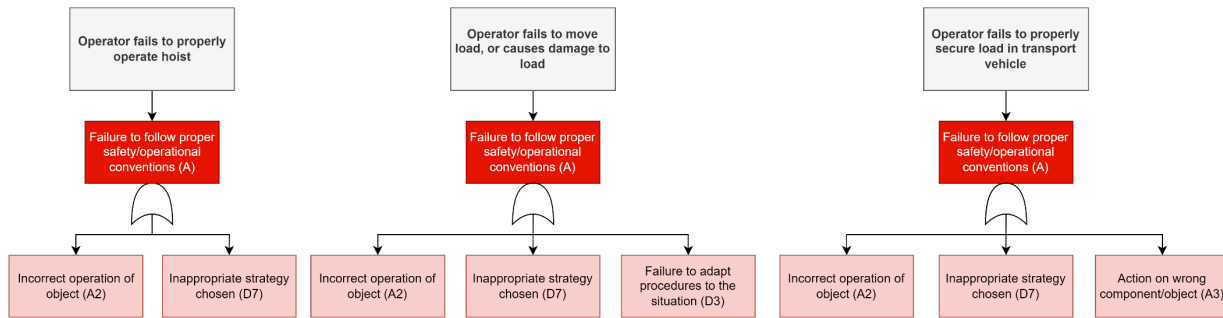 Operator fails to properly
operate hoist
Operator fails to move
load, or causes damage to
load
Operator fails to properly
secure load in transport
vehicle
Failure to follow proper
safety/operational
conventions (A)
Failure to follow proper
safety/operational
conventions (A)
Failure to follow proper
safety/operational
conventions (A)
Incorrect operation of
object (A2)
Inappropriate strategy
chosen (D7)
Incorrect operation of
object (A2)
Inappropriate strategy
chosen (D7)
Failure to adapt
procedures to the
situation (D3)
Incorrect operation of
object (A2)
Inappropriate strategy
chosen (D7)
Action on wrong
component/object (A3)